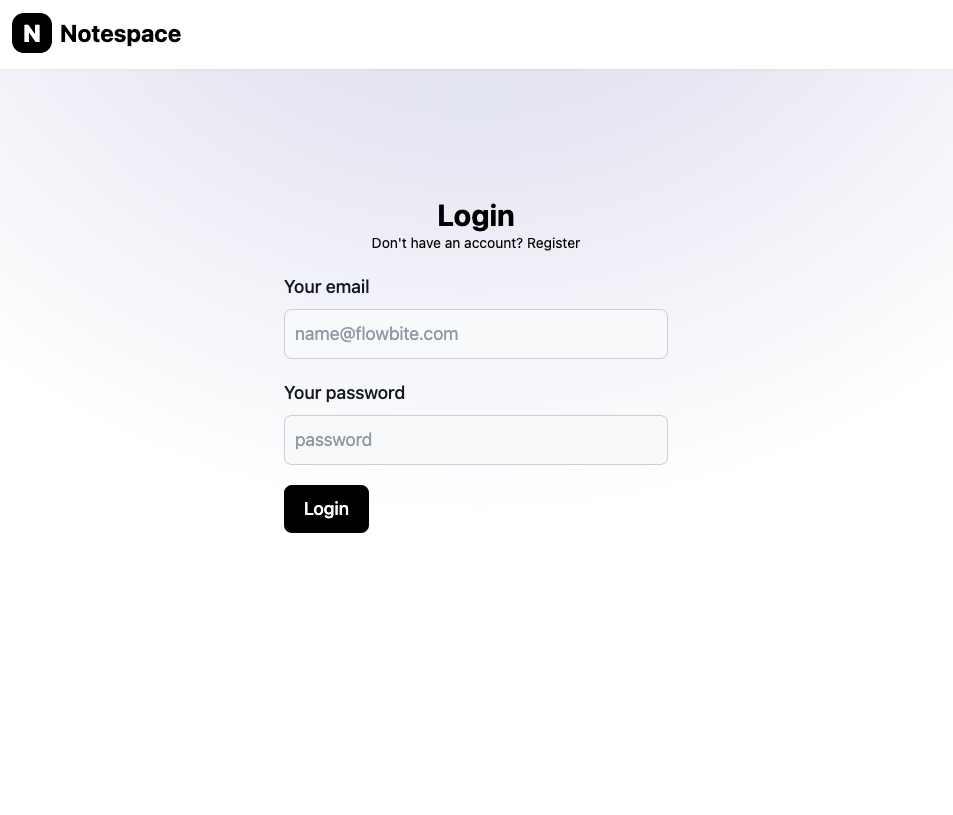 N Notespace
Login
Don't have an account? Register
Your email
name@flowbite.com
Your password
password
Login